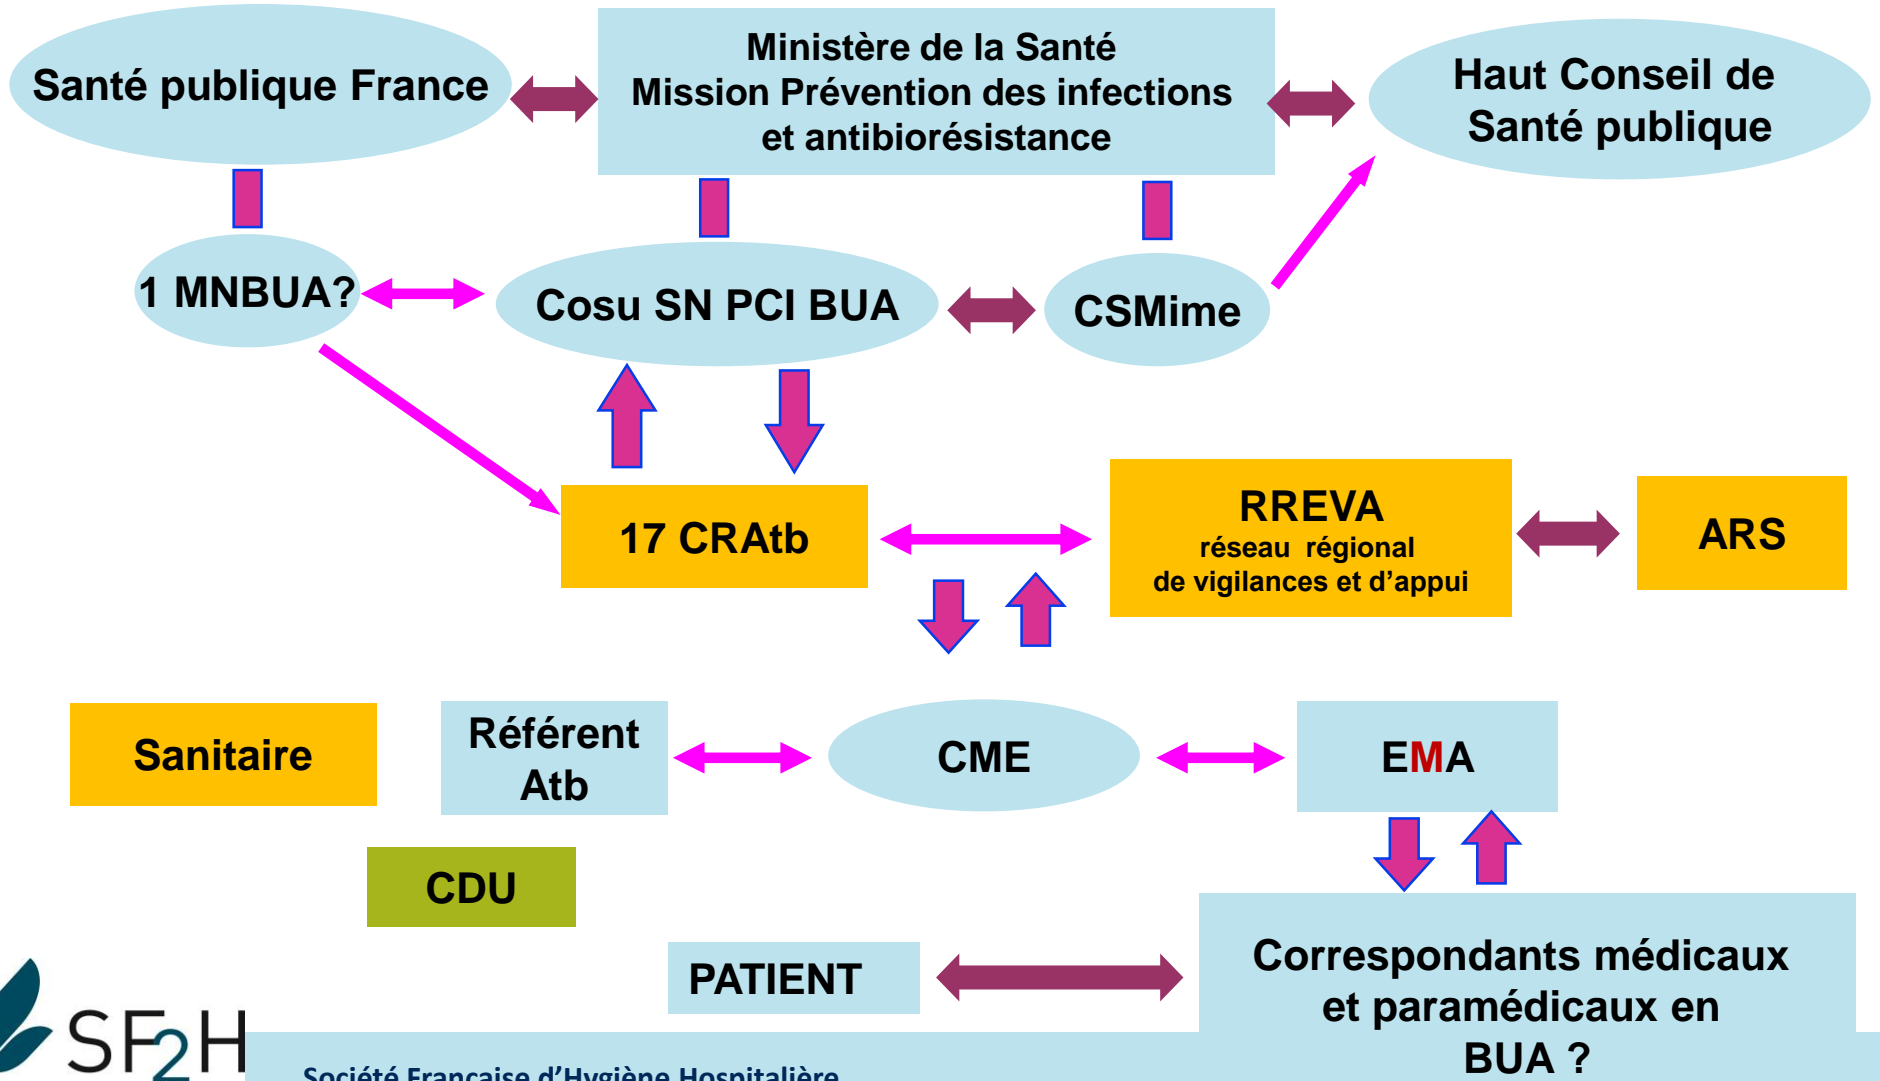 Santé publique France
Ministère de la Santé
Mission Prévention des infections
et antibiorésistance
Haut Conseil de
Santé publique
1 MNBUA?
Cosu SN PCI BUA
CSMime
17 CRAtb
RREVA
réseau régional
de vigilances et d’appui
ARS
Sanitaire
Référent
Atb
CME
EMA
CDU
PATIENT
Correspondants médicaux
et paramédicaux en
BUA ?
SF2H
Société Française d’Hygiène Hospitalière